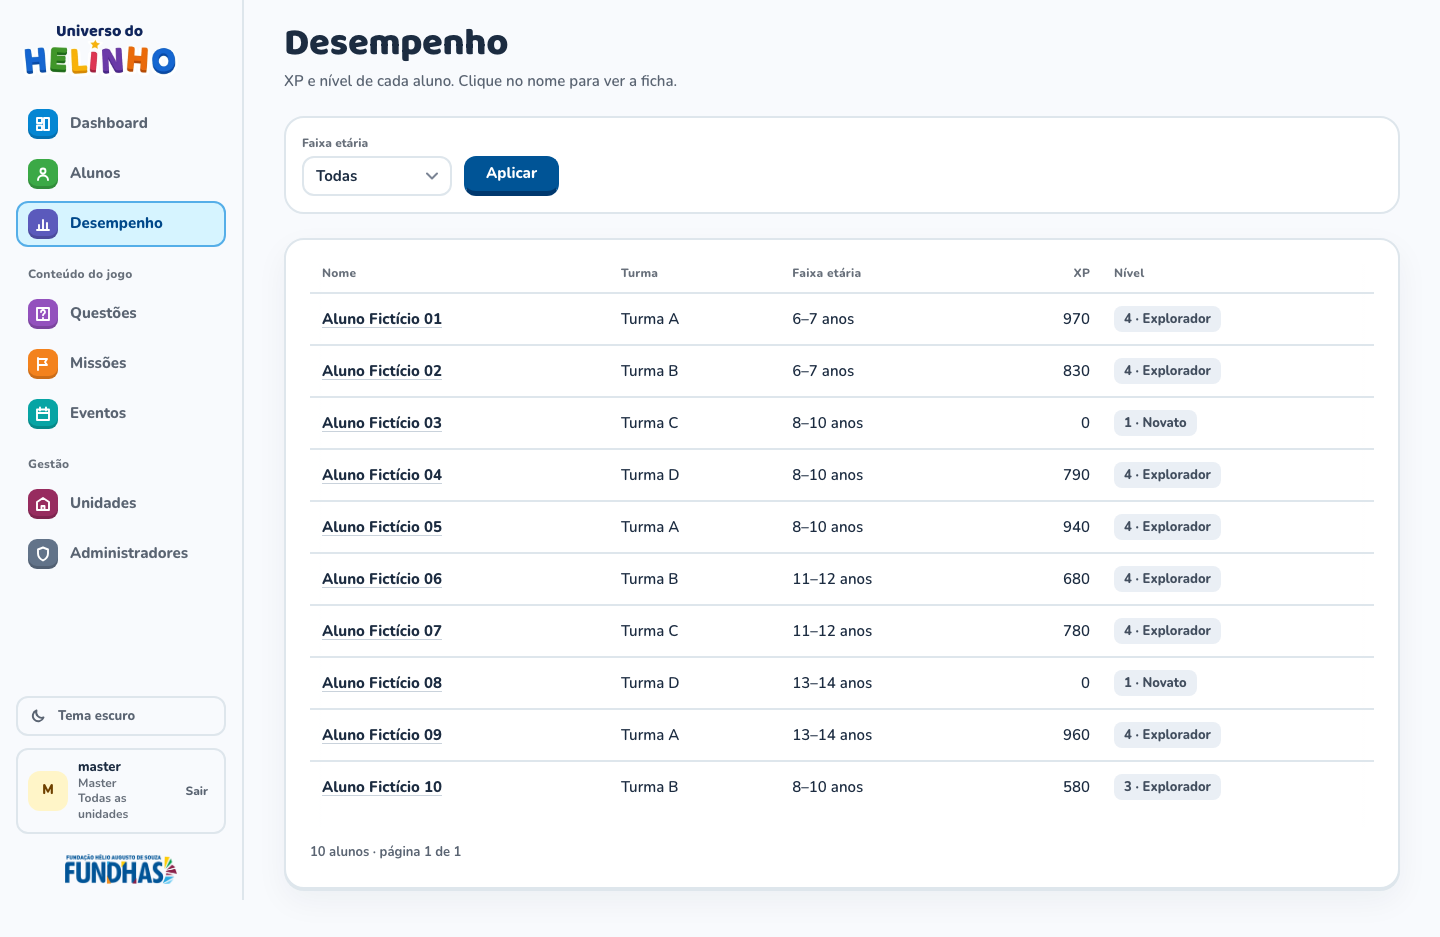 Universo do
HELINHO
Dashboard
Alunos
Desempenho
Conteúdo do jogo
Questões
Missões
Eventos
Gestão
Unidades
Administradores
Tema escuro
M
master
Master
Todas as
unidades
Sair
FUNDAÇÃO HÉLIO AUGUSTO DE SOUZA
FUNDHAS
Desempenho
XP e nível de cada aluno. Clique no nome para ver a ficha.
Faixa etária
Todas
Aplicar
Nome Turma Faixa etária XP Nível
Aluno Fictício 01 Turma A 6–7 anos 970 4 · Explorador
Aluno Fictício 02 Turma B 6–7 anos 830 4 · Explorador
Aluno Fictício 03 Turma C 8–10 anos 0 1 · Novato
Aluno Fictício 04 Turma D 8–10 anos 790 4 · Explorador
Aluno Fictício 05 Turma A 8–10 anos 940 4 · Explorador
Aluno Fictício 06 Turma B 11–12 anos 680 4 · Explorador
Aluno Fictício 07 Turma C 11–12 anos 780 4 · Explorador
Aluno Fictício 08 Turma D 13–14 anos 0 1 · Novato
Aluno Fictício 09 Turma A 13–14 anos 960 4 · Explorador
Aluno Fictício 10 Turma B 8–10 anos 580 3 · Explorador
10 alunos · página 1 de 1